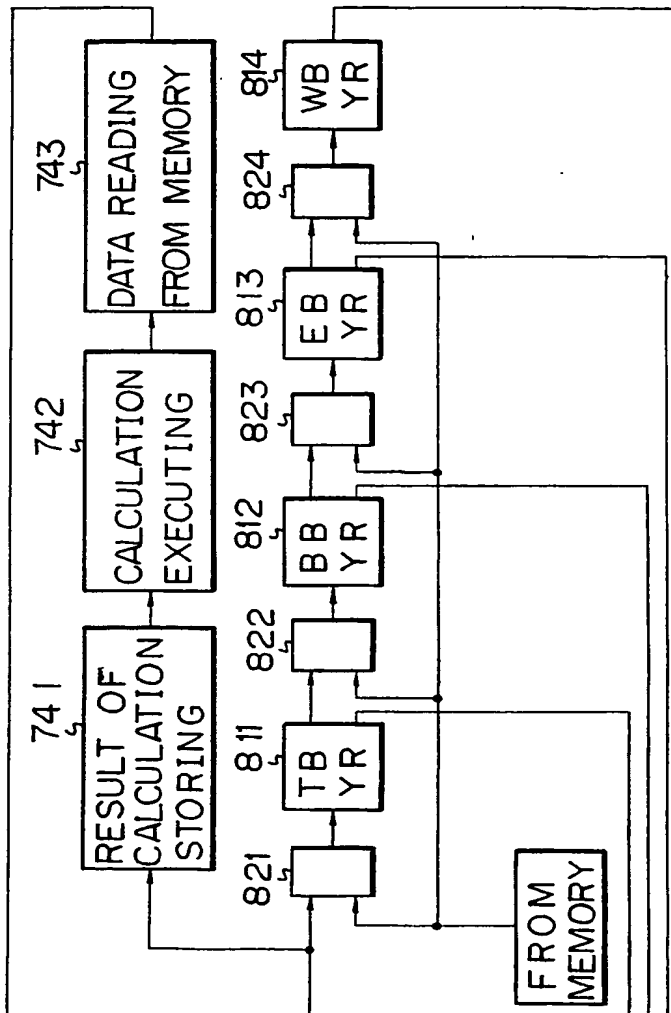 741
742
743
RESULT OF
CALCULATION
STORING
CALCULATION
EXECUTING
DATA READING
FROM MEMORY
821
811
822
812
823
813
824
814
TB
YR
BB
YR
EB
YR
WB
YR
FROM
MEMORY